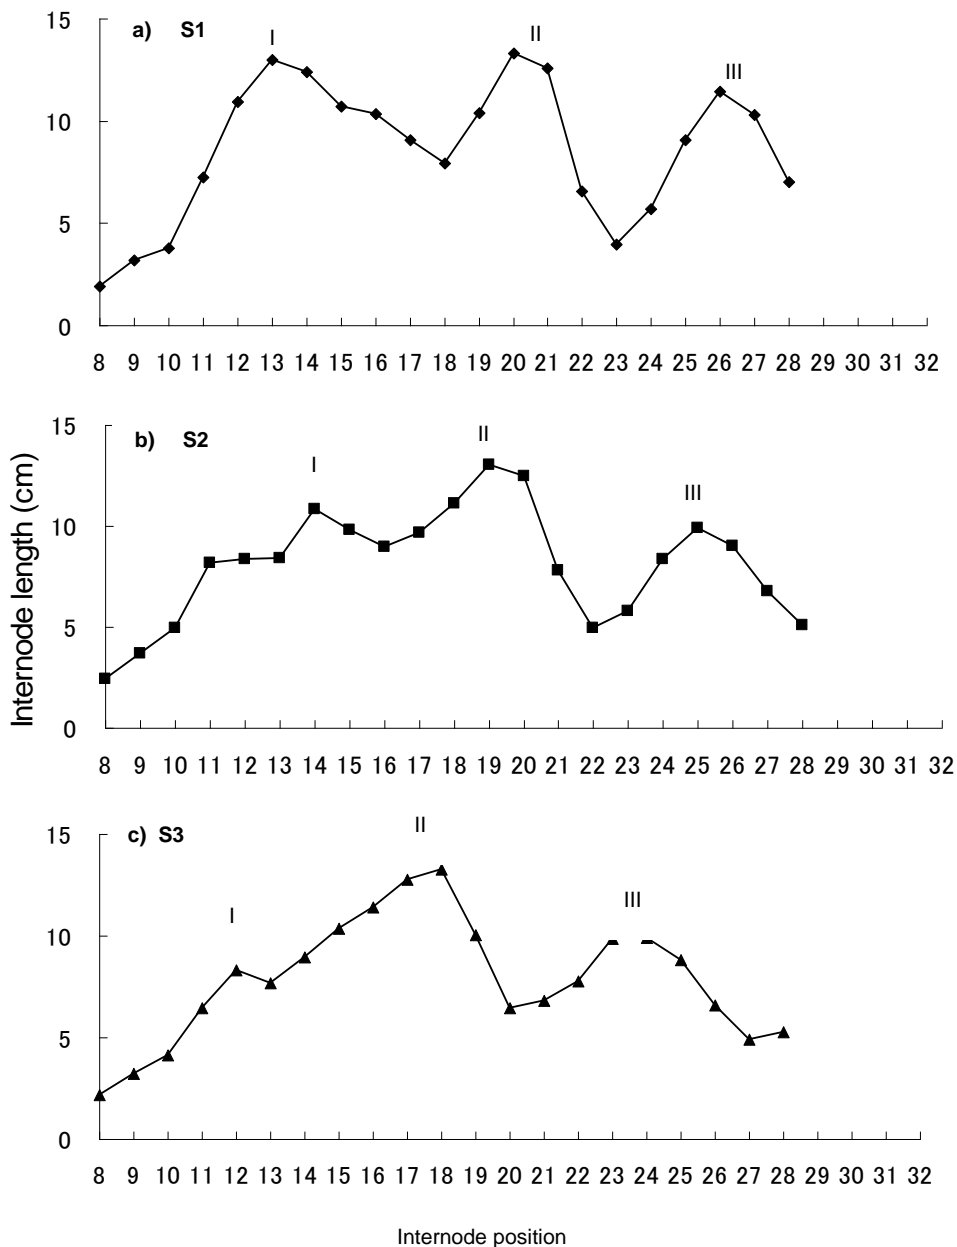 15
a) S1
I
II
III
10
5
0
8 9 10 11 12 13 14 15 16 17 18 19 20 21 22 23 24 25 26 27 28 29 30 31 32
Internode length (cm)
15
b) S2
I
II
III
10
5
0
8 9 10 11 12 13 14 15 16 17 18 19 20 21 22 23 24 25 26 27 28 29 30 31 32
15
c) S3
I
II
III
10
5
0
8 9 10 11 12 13 14 15 16 17 18 19 20 21 22 23 24 25 26 27 28 29 30 31 32
Internode position